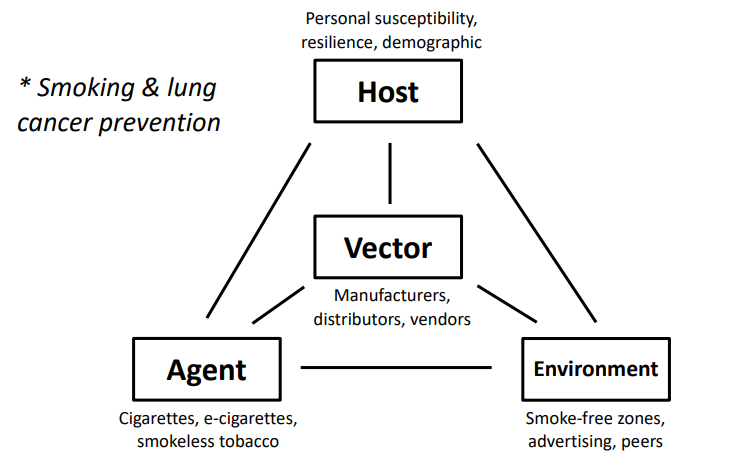 Personal susceptibility,
resilience, demographic
* Smoking & lung
cancer prevention
Host
Vector
Manufacturers,
distributors, vendors
Agent
Environment
Cigarettes, e-cigarettes,
smokeless tobacco
Smoke-free zones,
advertising, peers